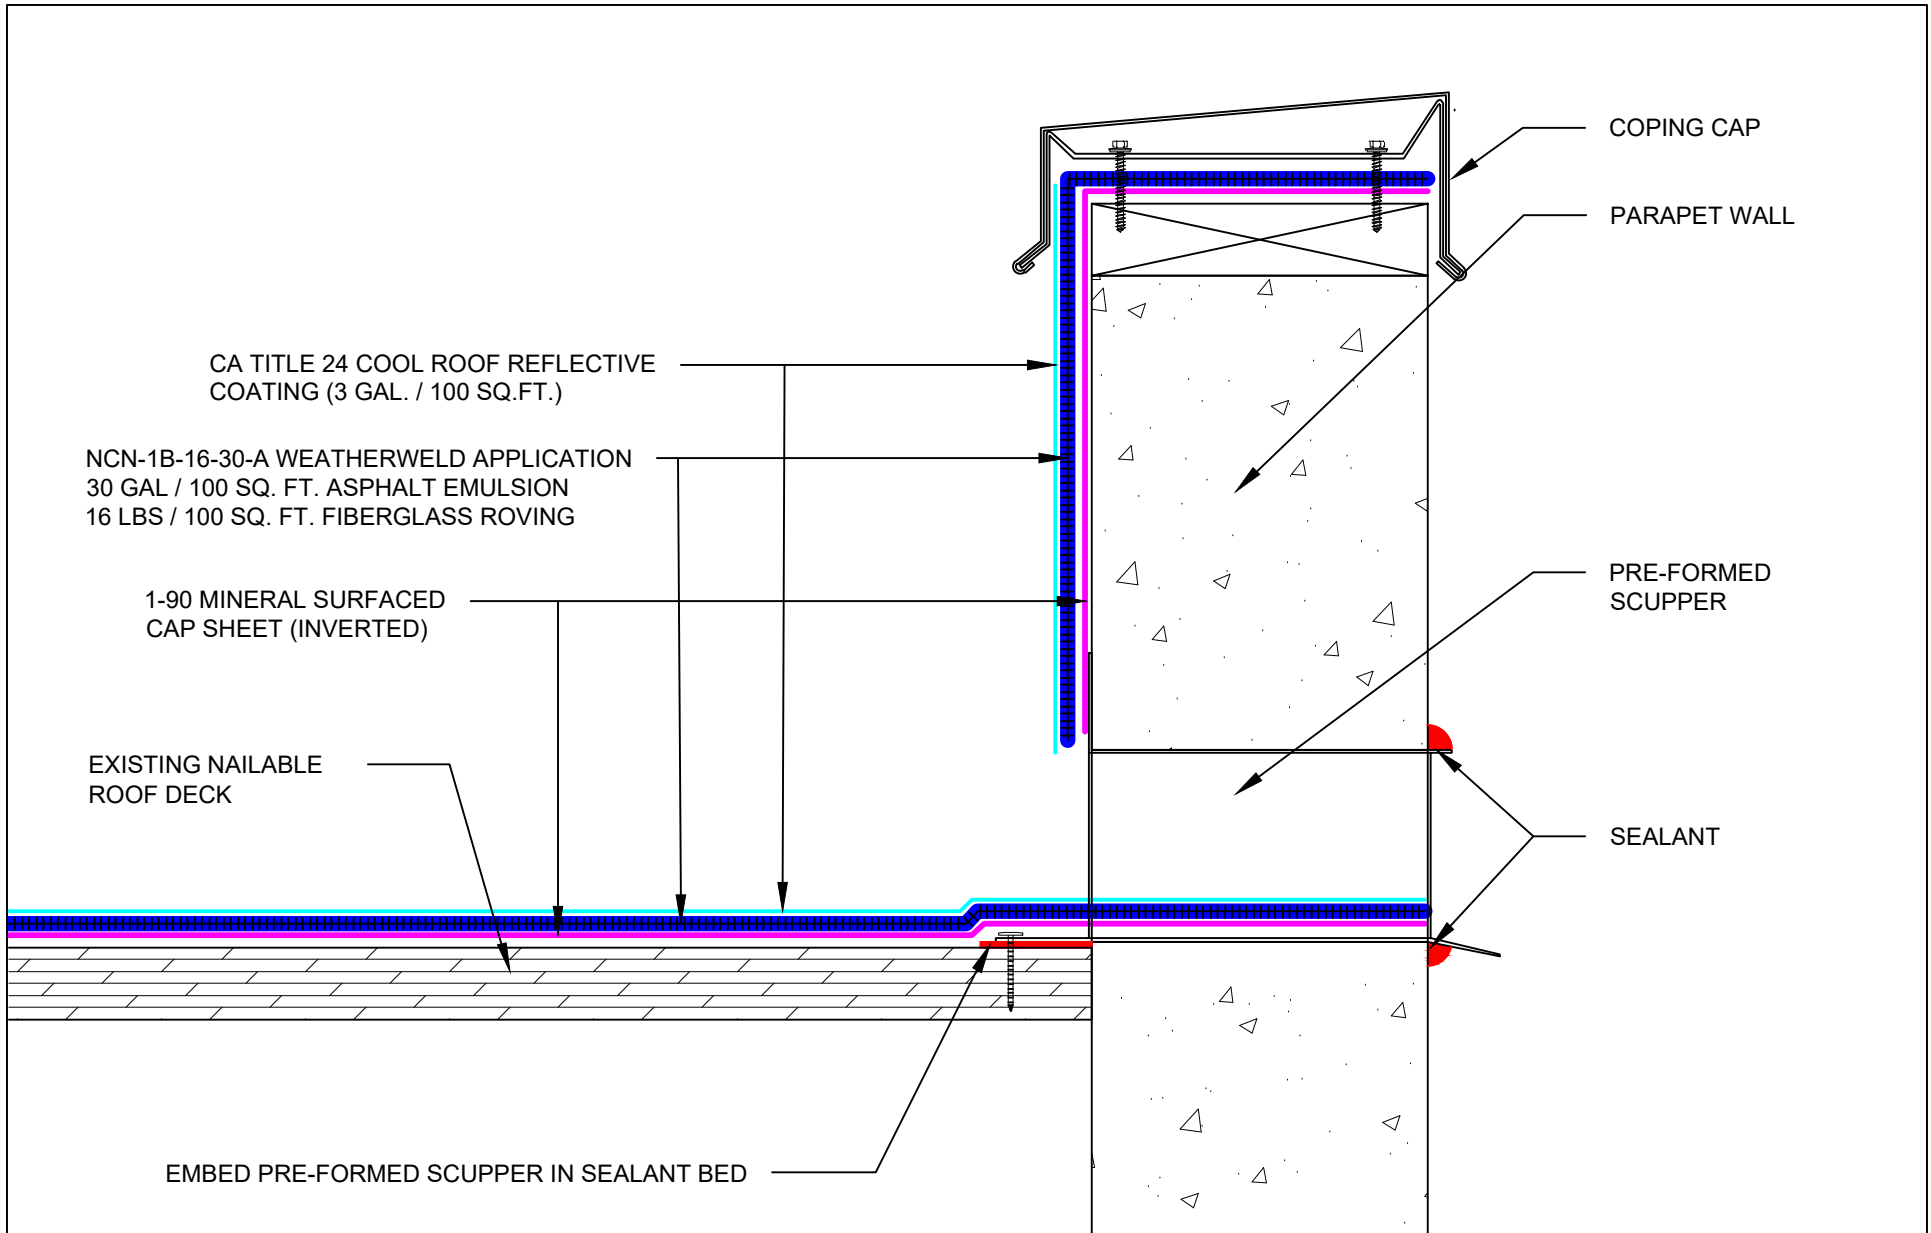 COPING CAP
PARAPET WALL
CA TITLE 24 COOL ROOF REFLECTIVE
COATING (3 GAL. / 100 SQ.FT.)
NCN-1B-16-30-A WEATHERWELD APPLICATION
30 GAL / 100 SQ. FT. ASPHALT EMULSION
16 LBS / 100 SQ. FT. FIBERGLASS ROVING
1-90 MINERAL SURFACED
CAP SHEET (INVERTED)
PRE-FORMED
SCUPPER
EXISTING NAILABLE
ROOF DECK
SEALANT
EMBED PRE-FORMED SCUPPER IN SEALANT BED